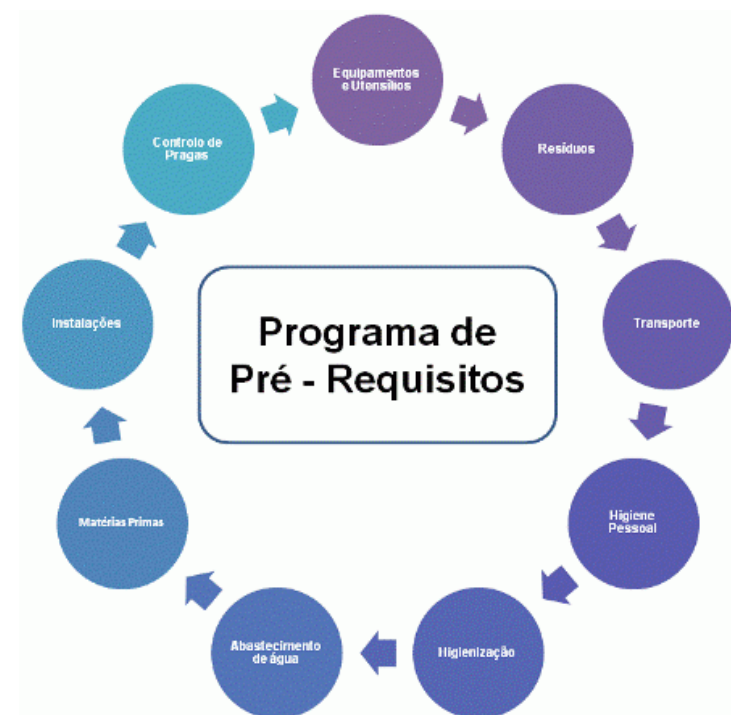 Equipamentos
e Utensílios
Resíduos
Transporte
Higiene
Pessoal
Higienização
Abastecimento
de água
Matérias Primas
Instalações
Controlo de
Pragas
Programa de
Pré - Requisitos